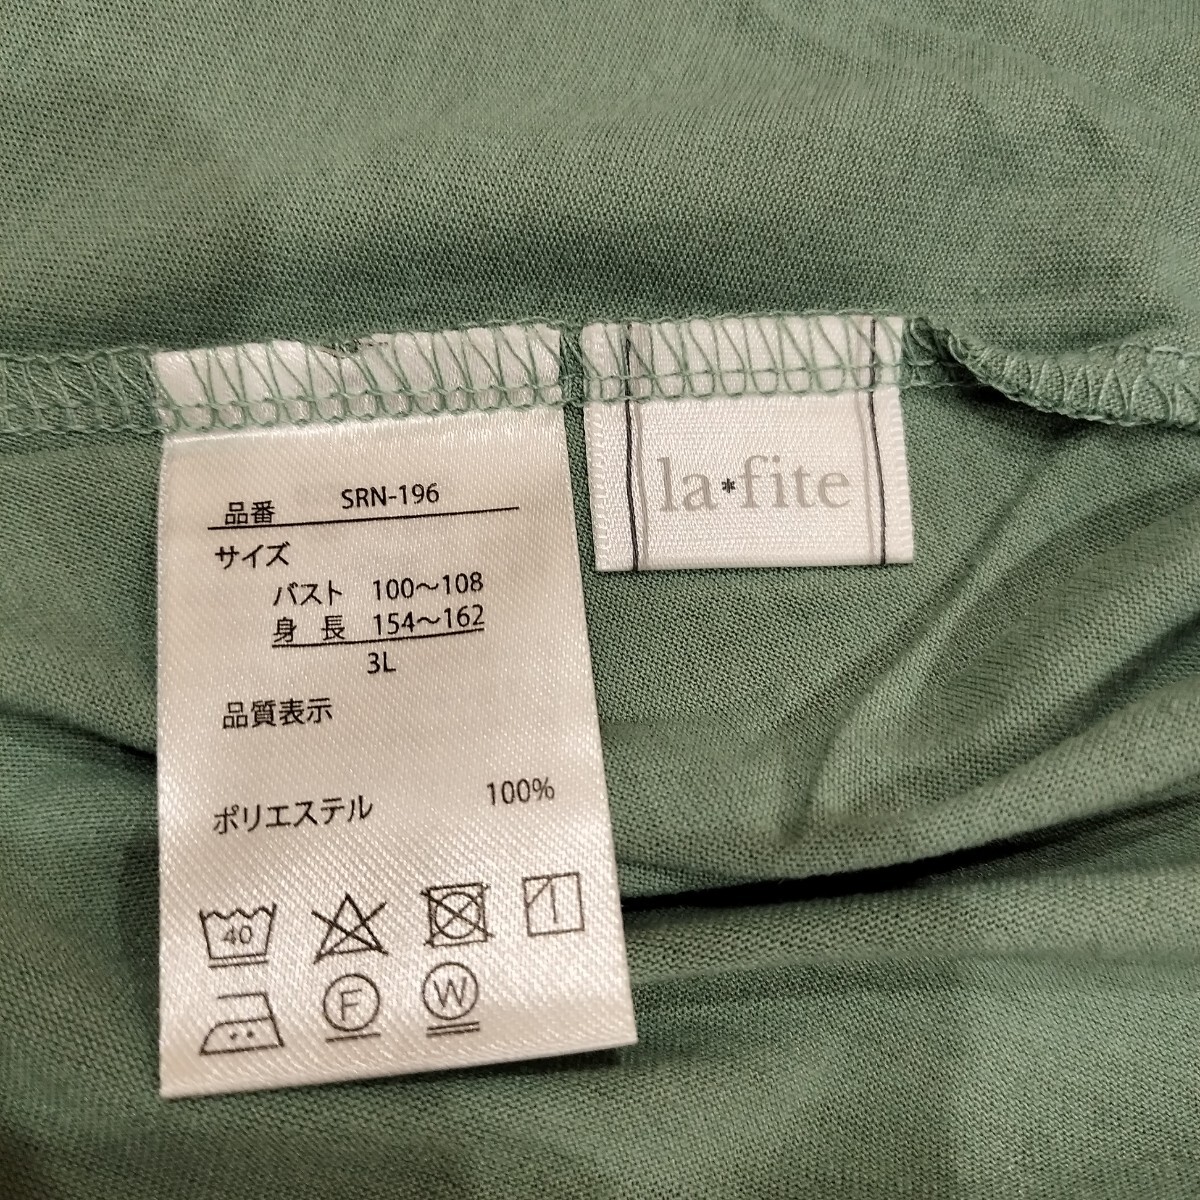 品番 SRN-196
サイズ
バスト 100〜108
身 長 154〜162
3L
品質表示
ポリエステル 100%
40
F W
la*fite